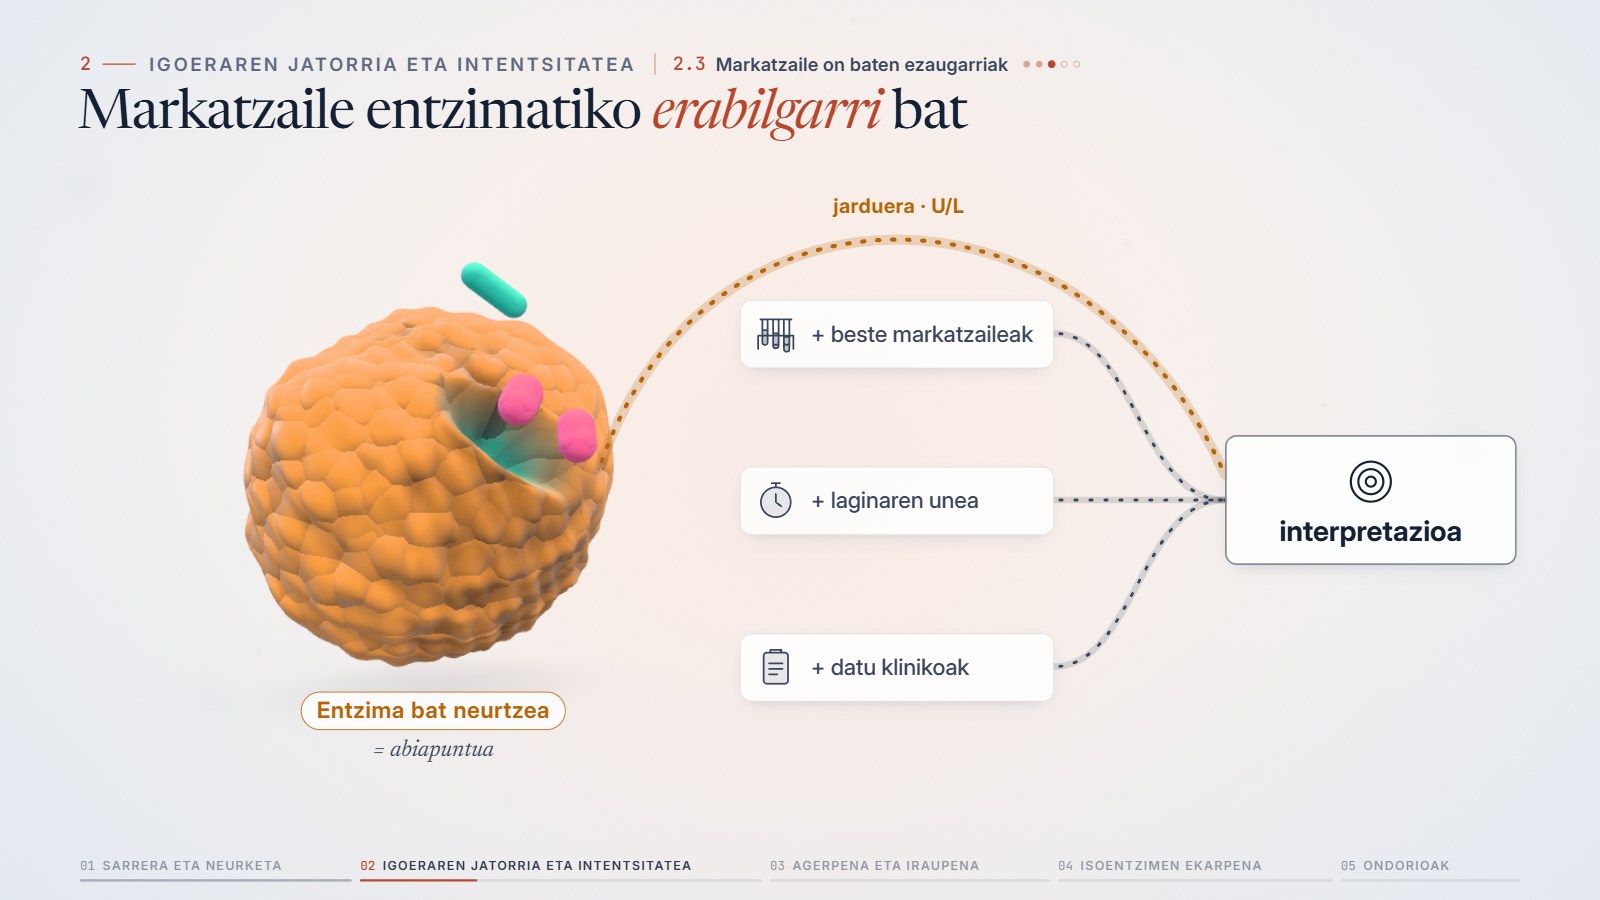 2 IGOERAREN JATORRIA ETA INTENTSITATEA 2.3 Markatzaile on baten ezaugarriak
Markatzaile entzimatiko erabilgarri bat
jarduera · U/L
+ beste markatzaileak
+ laginaren unea
interpretazioa
+ datu klinikoak
Entzima bat neurtzea
= abiapuntua
01 SARRERA ETA NEURKETA 02 IGOERAREN JATORRIA ETA INTENTSITATEA 03 AGERPENA ETA IRAUPENA 04 ISOENTZIMEN EKARPENA 05 ONDORIOAK